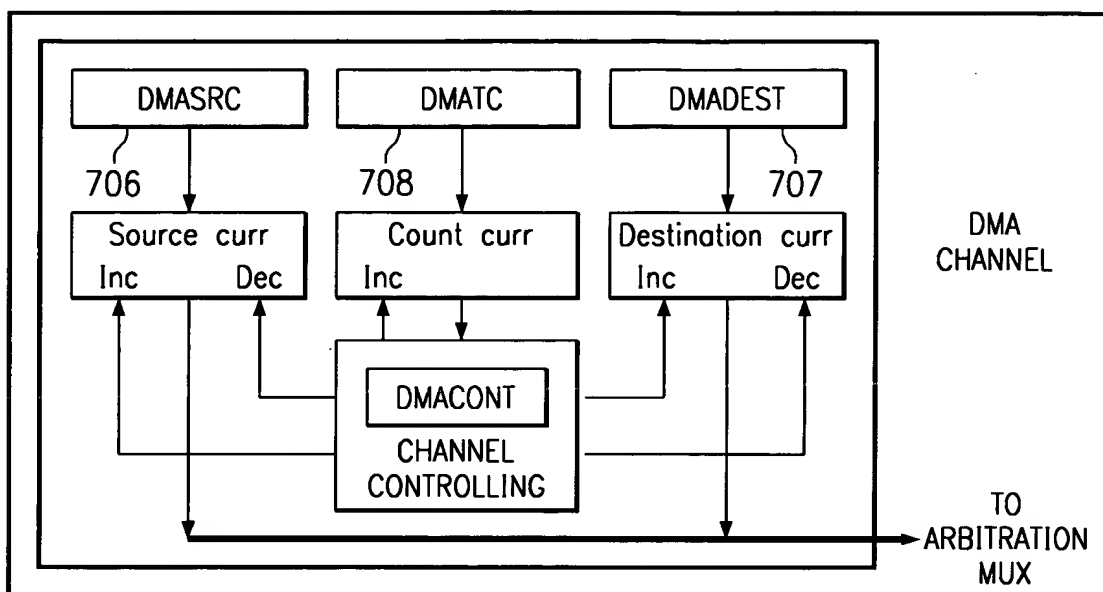 DMASRC
DMATC
DMADEST
706
708
707
Source curr
Inc Dec
Count curr
Inc
Destination curr
Inc Dec
DMA
CHANNEL
DMACONT
CHANNEL
CONTROLLING
TO
ARBITRATION
MUX